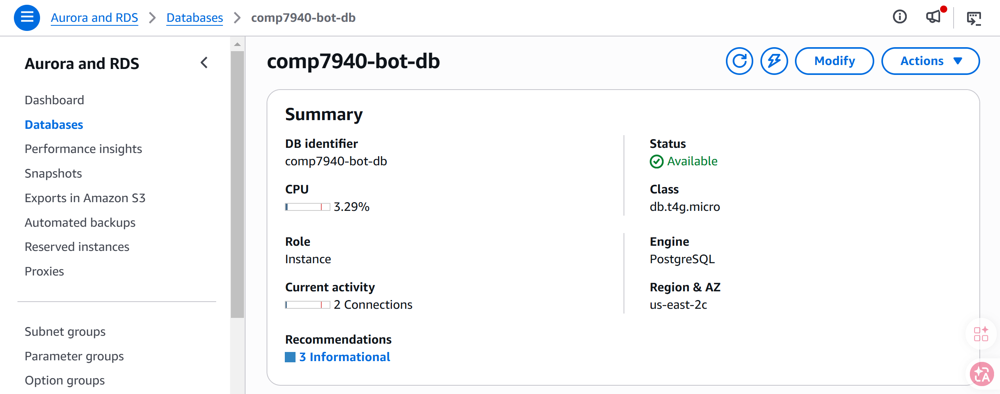 Aurora and RDS > Databases > comp7940-bot-db
Aurora and RDS
Dashboard
Databases
Performance insights
Snapshots
Exports in Amazon S3
Automated backups
Reserved instances
Proxies
Subnet groups
Parameter groups
Option groups
comp7940-bot-db
Modify
Actions
Summary
DB identifier
comp7940-bot-db
Status
Available
CPU
3.29%
Class
db.t4g.micro
Role
Instance
Engine
PostgreSQL
Current activity
2 Connections
Region & AZ
us-east-2c
Recommendations
3 Informational